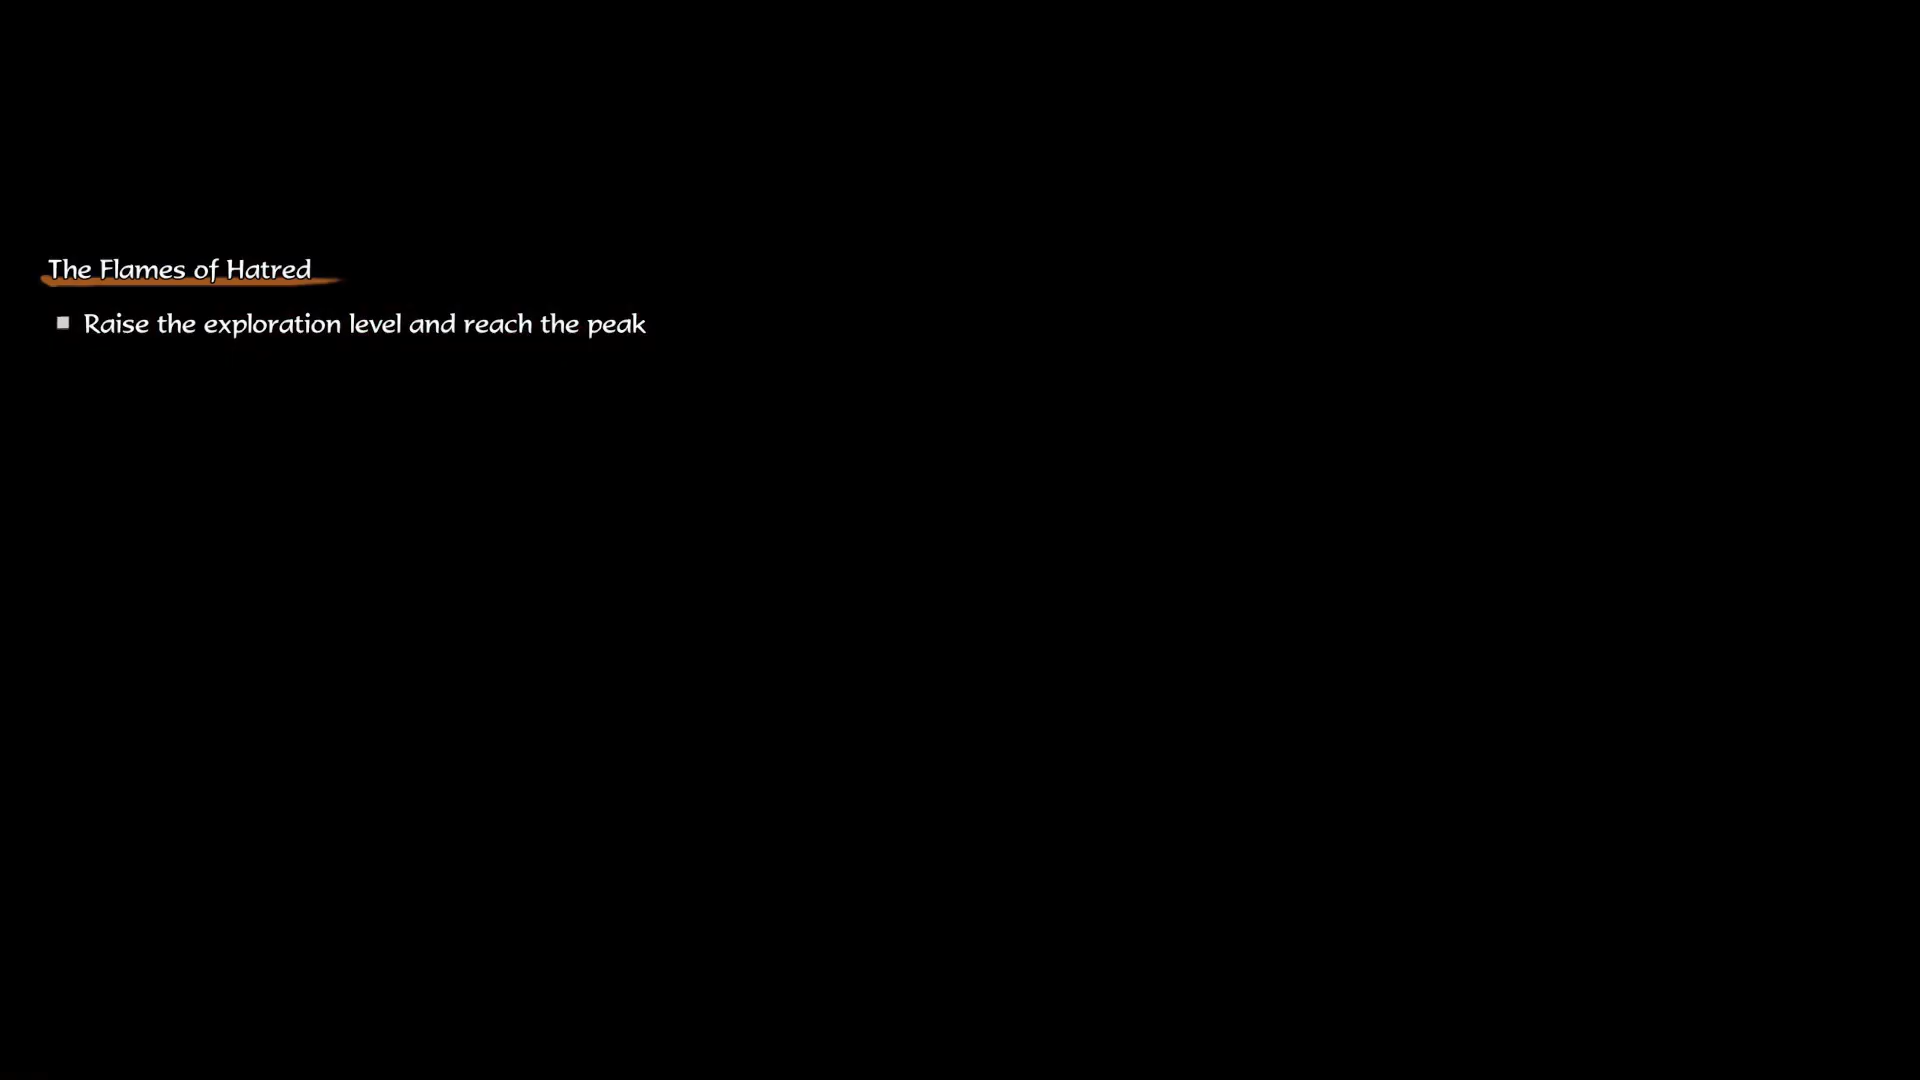 The Flames of Hatred
Raise the exploration level and reach the peak